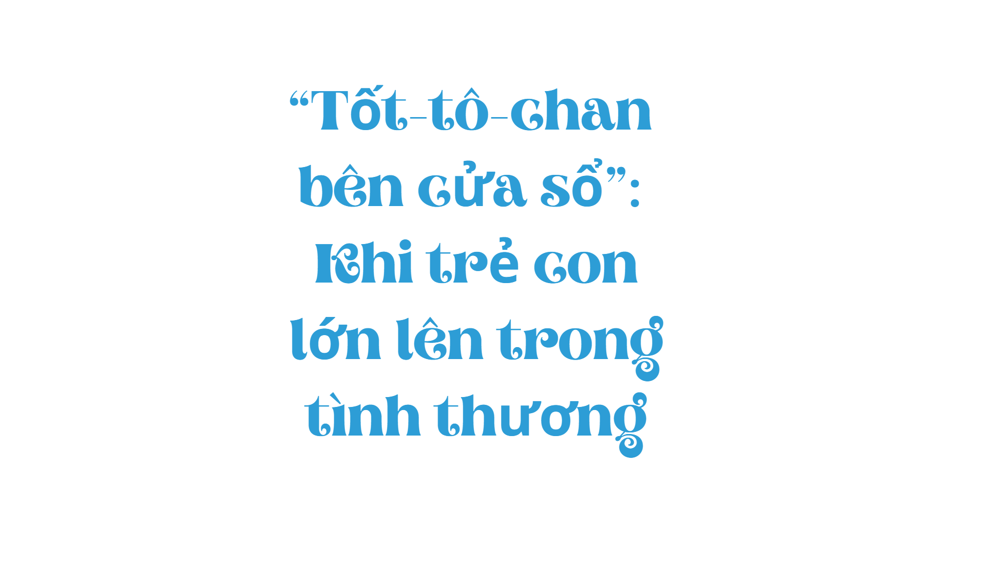 “Tốt-tô-chan
bên cửa sổ”:
Khi trẻ con
lớn lên trong
tình thương